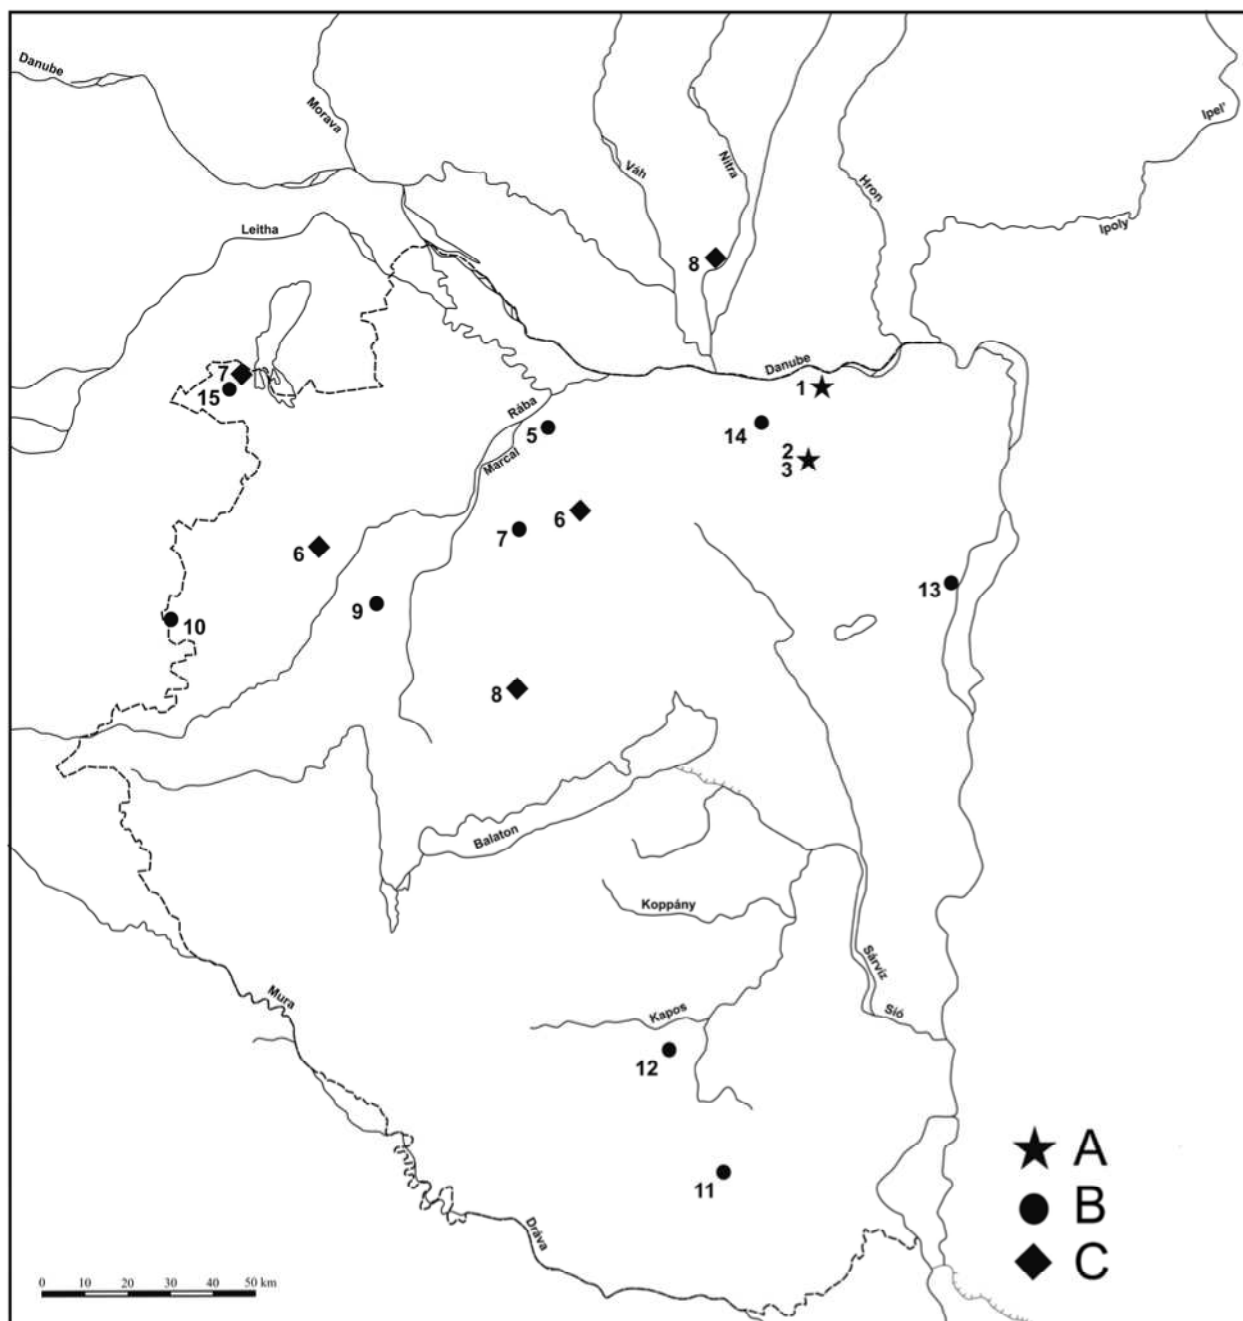 Danube
Morava
Váh
Nitra
Hron
Ipel'
Ipoly
Leitha
8
Danube
7
15
1
Rába
5
14
2
3
Marcal
6
7
6
9
13
10
8
Balaton
Koppány
Sárvíz
Mura
Kapos
Sió
12
11
A
B
C
Dráva
0 10 20 30 40 50 km